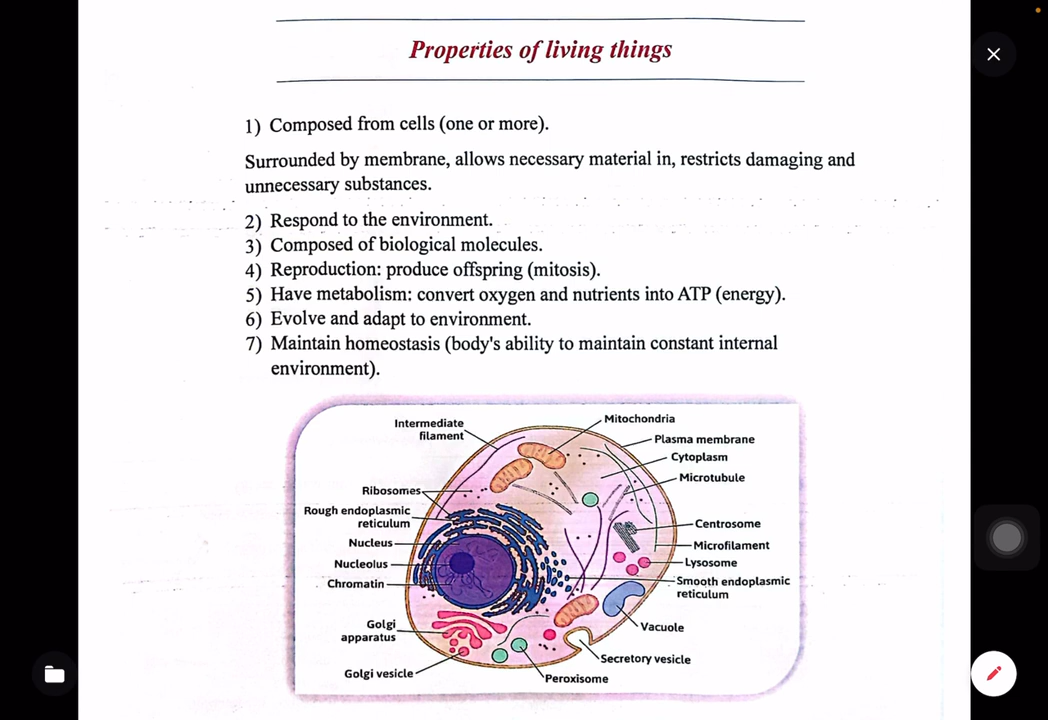 Properties of living things
1) Composed from cells (one or more).
Surrounded by membrane, allows necessary material in, restricts damaging and
unnecessary substances.
2) Respond to the environment.
3) Composed of biological molecules.
4) Reproduction: produce offspring (mitosis).
5) Have metabolism: convert oxygen and nutrients into ATP (energy).
6) Evolve and adapt to environment.
7) Maintain homeostasis (body's ability to maintain constant internal
environment).
Intermediate
filament
Mitochondria
Plasma membrane
Cytoplasm
Microtubule
Ribosomes
Rough endoplasmic
reticulum
Nucleus
Nucleolus
Chromatin
Centrosome
Microfilament
Lysosome
Smooth endoplasmic
reticulum
Golgi
apparatus
Vacuole
Golgi vesicle
Secretory vesicle
Peroxisome